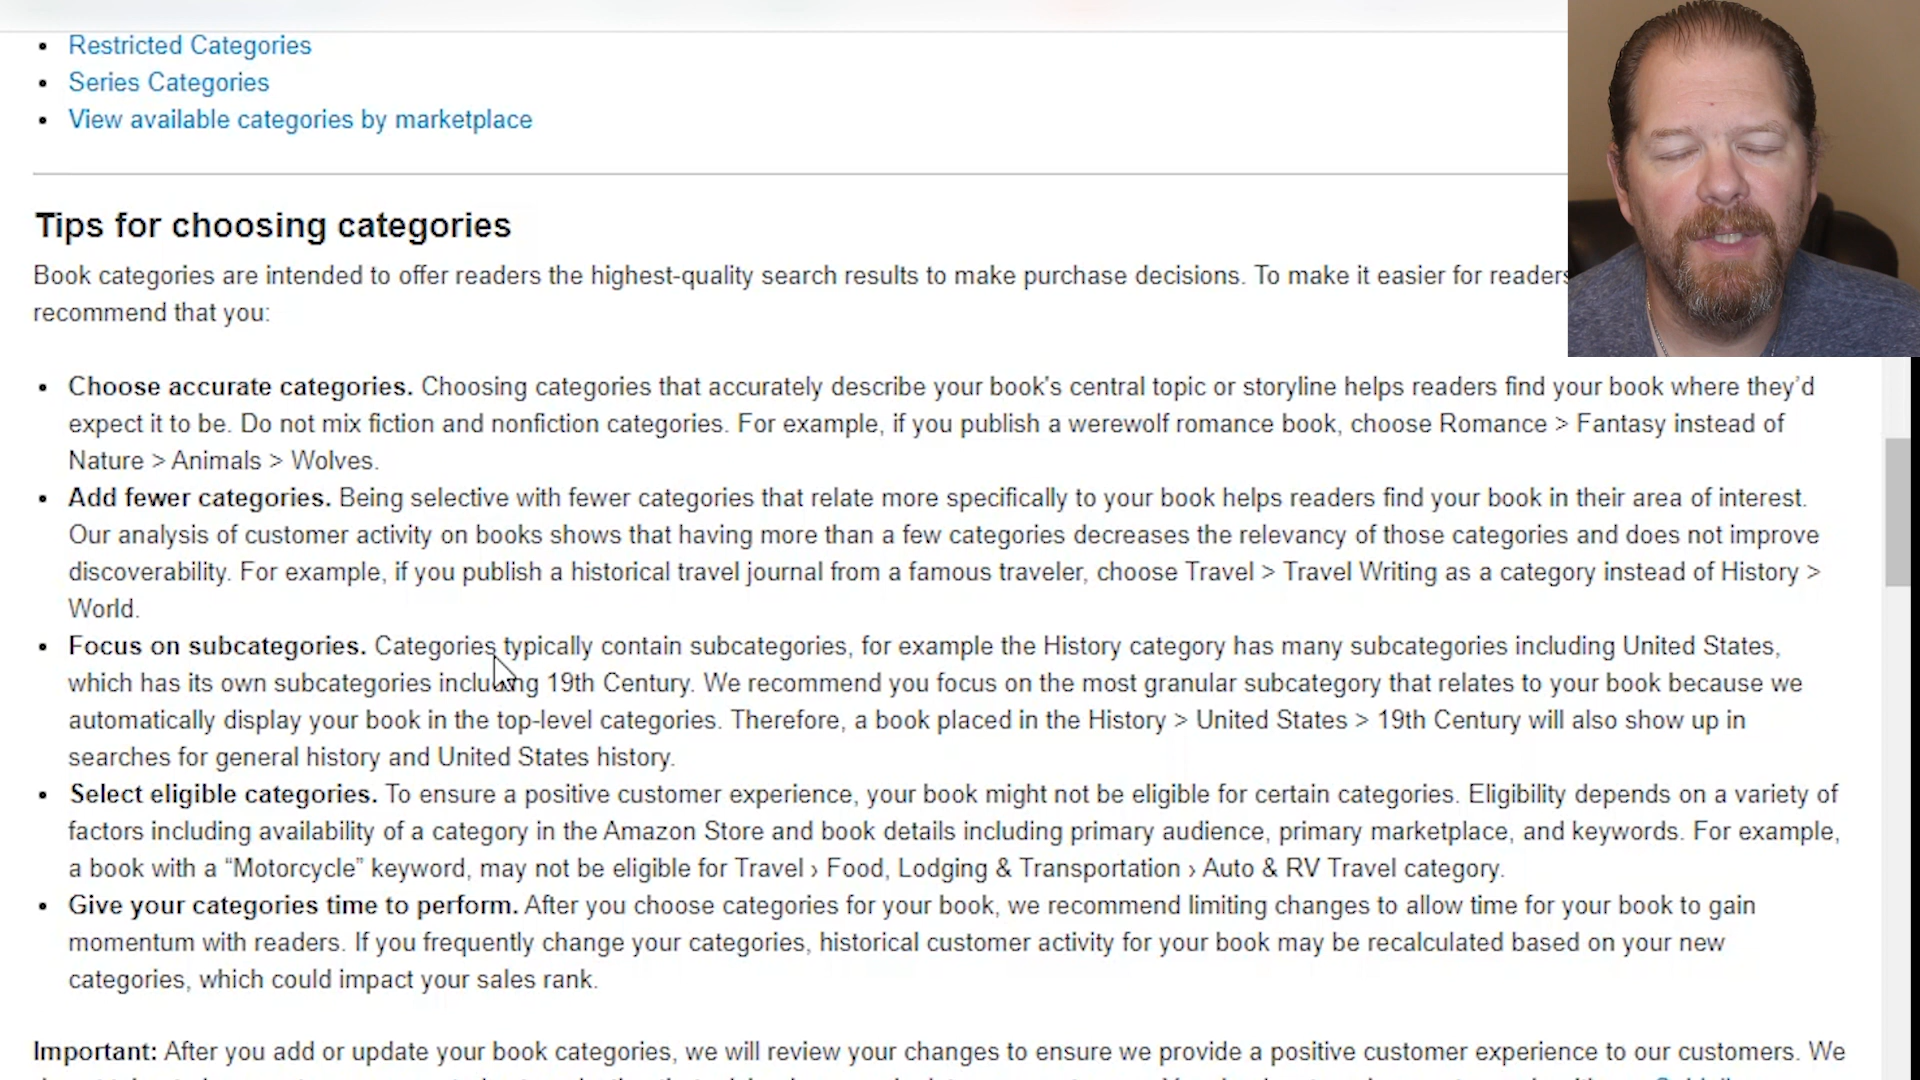 Restricted Categories
Series Categories
View available categories by marketplace
Tips for choosing categories
Book categories are intended to offer readers the highest-quality search results to make purchase decisions. To make it easier for readers
recommend that you:
Choose accurate categories. Choosing categories that accurately describe your book's central topic or storyline helps readers find your book where they'd
expect it to be. Do not mix fiction and nonfiction categories. For example, if you publish a werewolf romance book, choose Romance > Fantasy instead of
Nature > Animals > Wolves.
Add fewer categories. Being selective with fewer categories that relate more specifically to your book helps readers find your book in their area of interest.
Our analysis of customer activity on books shows that having more than a few categories decreases the relevancy of those categories and does not improve
discoverability. For example, if you publish a historical travel journal from a famous traveler, choose Travel > Travel Writing as a category instead of History >
World.
Focus on subcategories. Categories typically contain subcategories, for example the History category has many subcategories including United States,
which has its own subcategories including 19th Century. We recommend you focus on the most granular subcategory that relates to your book because we
automatically display your book in the top-level categories. Therefore, a book placed in the History > United States > 19th Century will also show up in
searches for general history and United States history.
Select eligible categories. To ensure a positive customer experience, your book might not be eligible for certain categories. Eligibility depends on a variety of
factors including availability of a category in the Amazon Store and book details including primary audience, primary marketplace, and keywords. For example,
a book with a “Motorcycle” keyword, may not be eligible for Travel › Food, Lodging & Transportation › Auto & RV Travel category.
Give your categories time to perform. After you choose categories for your book, we recommend limiting changes to allow time for your book to gain
momentum with readers. If you frequently change your categories, historical customer activity for your book may be recalculated based on your new
categories, which could impact your sales rank.
Important: After you add or update your book categories, we will review your changes to ensure we provide a positive customer experience to our customers. We